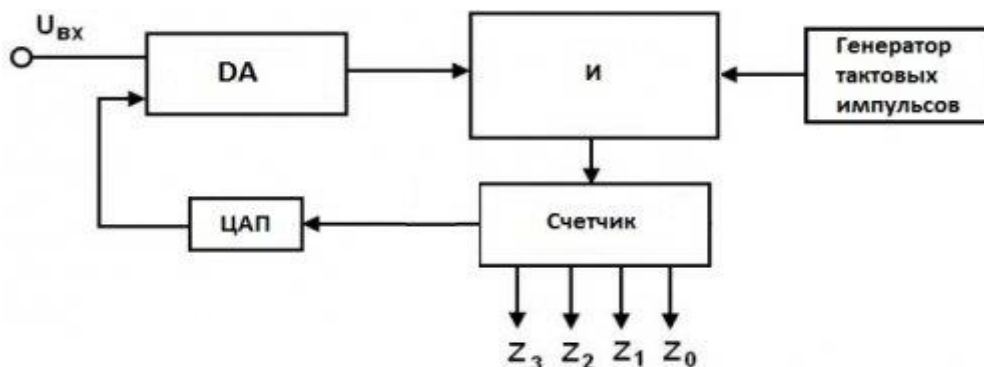 Uвх
DA
И
Генератор
тактовых
импульсов
ЦАП
Счетчик
Z3 Z2 Z1 Z0